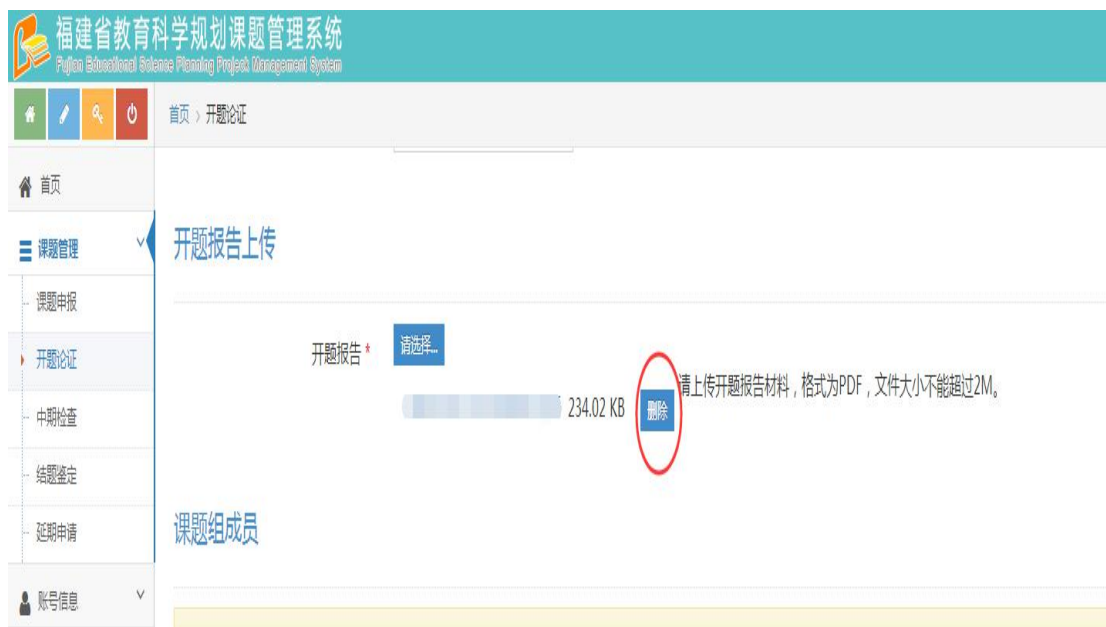 福建省教育科学规划课题管理系统
Fujian Educational Science Planning Project Management System
首页 > 开题论证
首页
课题管理
课题申报
开题论证
中期检查
结题鉴定
延期申请
账号信息
开题报告上传
开题报告 *
请选择...
234.02 KB
删除
请上传开题报告材料，格式为PDF，文件大小不能超过2M。
课题组成员